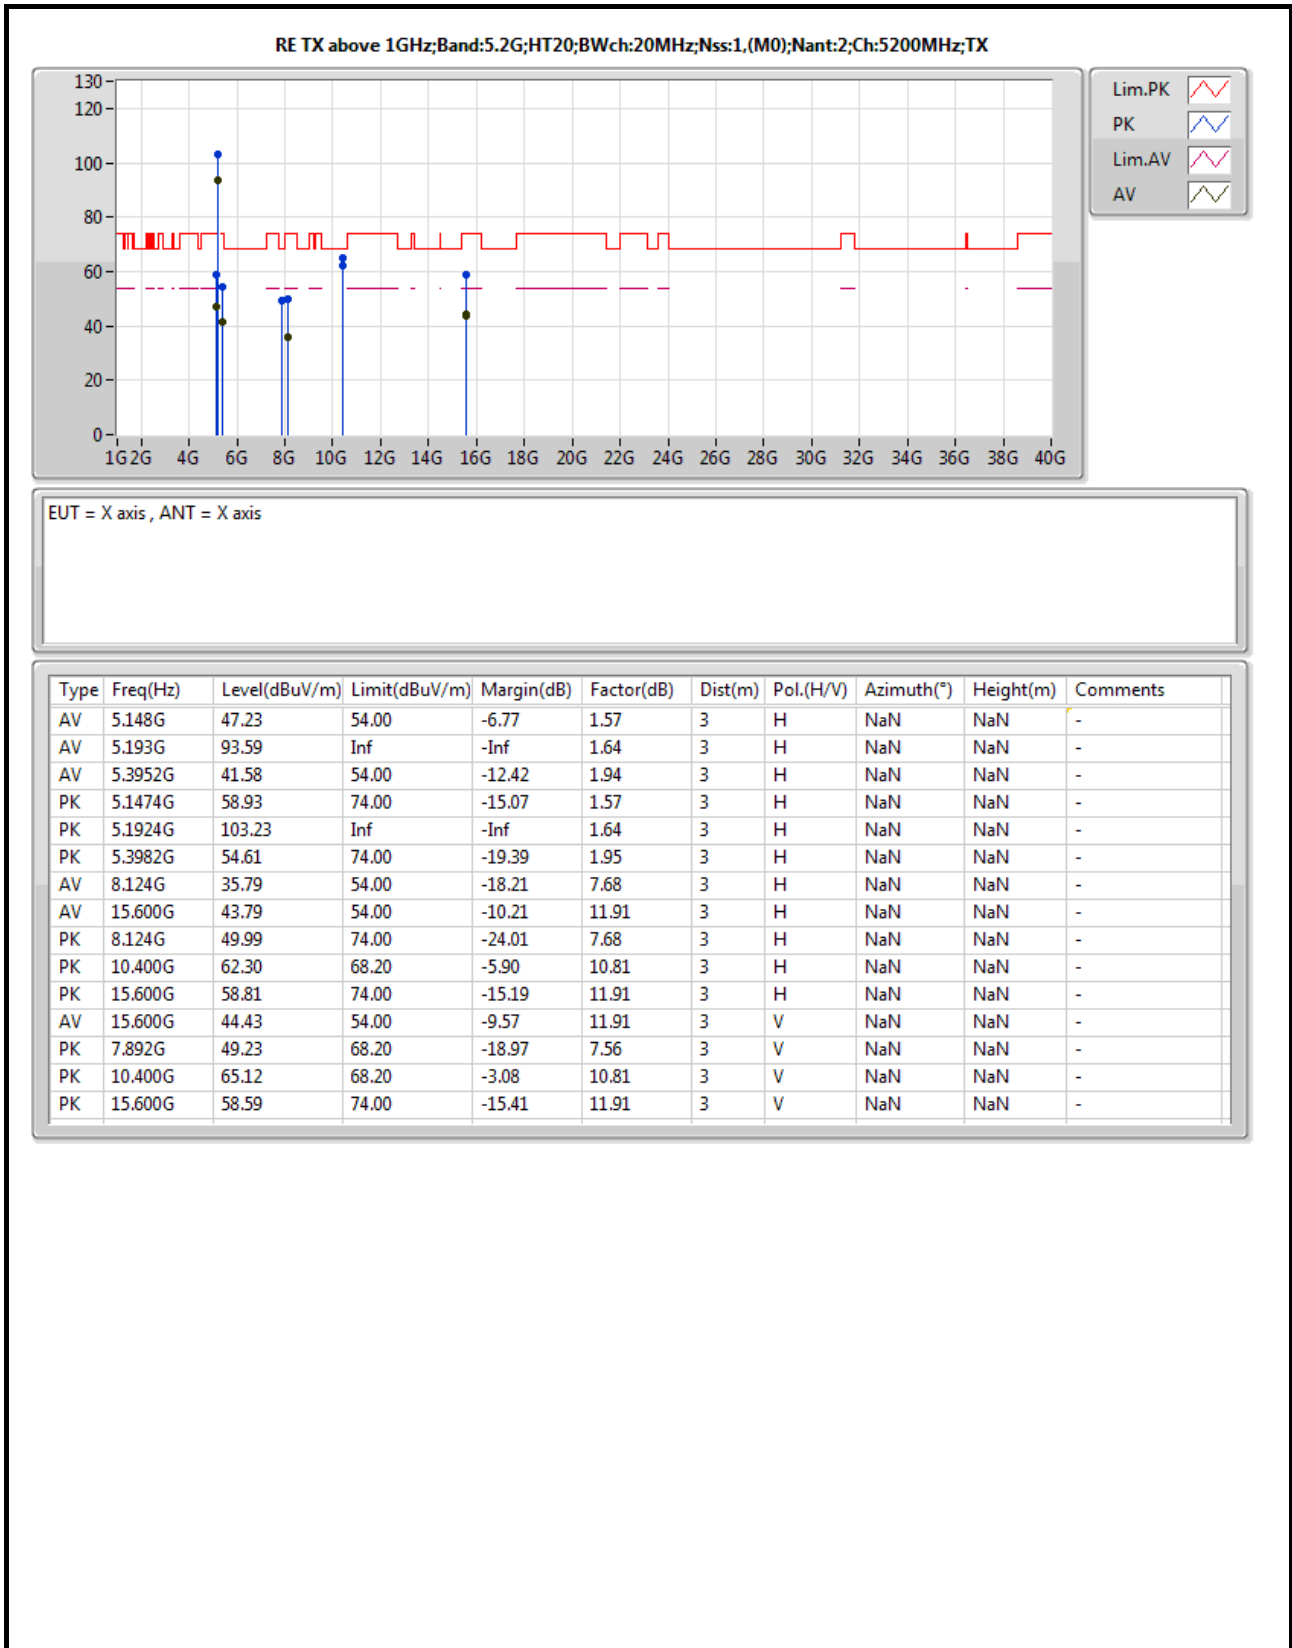 RE TX above 1GHz;Band:5.2G;HT20;BWch:20MHz;Nss:1,(M0);Nant:2;Ch:5200MHz;TX
130
120
100
80
60
40
20
0
1G 2G 4G 6G 8G 10G 12G 14G 16G 18G 20G 22G 24G 26G 28G 30G 32G 34G 36G 38G 40G
Lim.PK
PK
Lim.AV
AV
EUT = X axis , ANT = X axis
Type Freq(Hz) Level(dBuV/m) Limit(dBuV/m) Margin(dB) Factor(dB) Dist(m) Pol.(H/V) Azimuth(°) Height(m) Comments
AV 5.148G 47.23 54.00 -6.77 1.57 3 H NaN NaN -
AV 5.193G 93.59 Inf -Inf 1.64 3 H NaN NaN -
AV 5.3952G 41.58 54.00 -12.42 1.94 3 H NaN NaN -
PK 5.1474G 58.93 74.00 -15.07 1.57 3 H NaN NaN -
PK 5.1924G 103.23 Inf -Inf 1.64 3 H NaN NaN -
PK 5.3982G 54.61 74.00 -19.39 1.95 3 H NaN NaN -
AV 8.124G 35.79 54.00 -18.21 7.68 3 H NaN NaN -
AV 15.600G 43.79 54.00 -10.21 11.91 3 H NaN NaN -
PK 8.124G 49.99 74.00 -24.01 7.68 3 H NaN NaN -
PK 10.400G 62.30 68.20 -5.90 10.81 3 H NaN NaN -
PK 15.600G 58.81 74.00 -15.19 11.91 3 H NaN NaN -
AV 15.600G 44.43 54.00 -9.57 11.91 3 V NaN NaN -
PK 7.892G 49.23 68.20 -18.97 7.56 3 V NaN NaN -
PK 10.400G 65.12 68.20 -3.08 10.81 3 V NaN NaN -
PK 15.600G 58.59 74.00 -15.41 11.91 3 V NaN NaN -